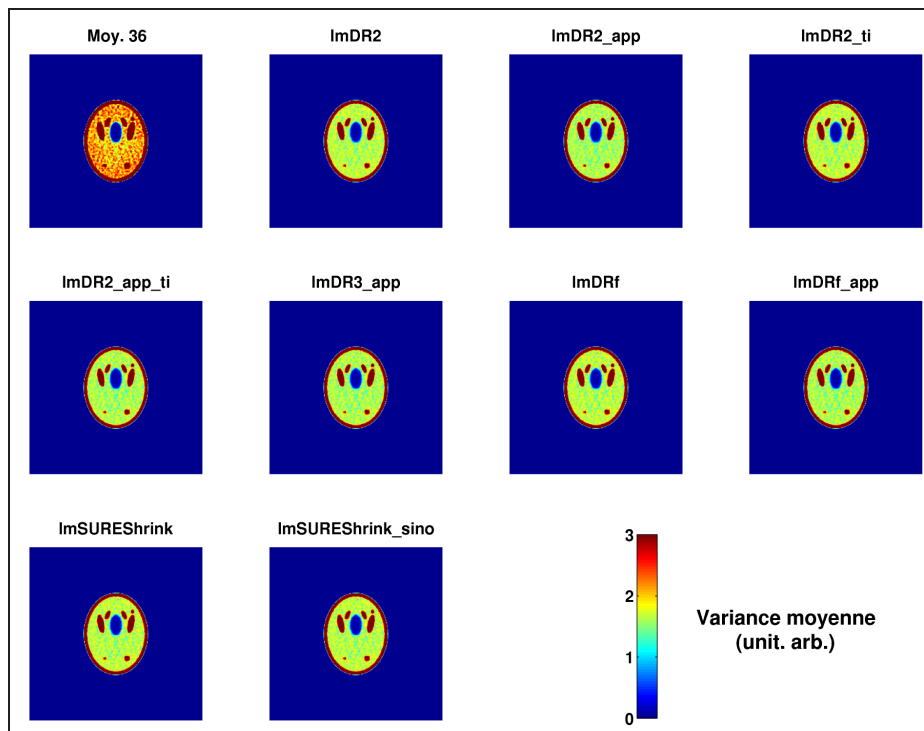 Moy. 36
ImDR2
ImDR2_app
ImDR2_ti
ImDR2_app_ti
ImDR3_app
ImDRf
ImDRf_app
ImSUREShrink
ImSUREShrink_sino
3
2
1
0
Variance moyenne
(unit. arb.)